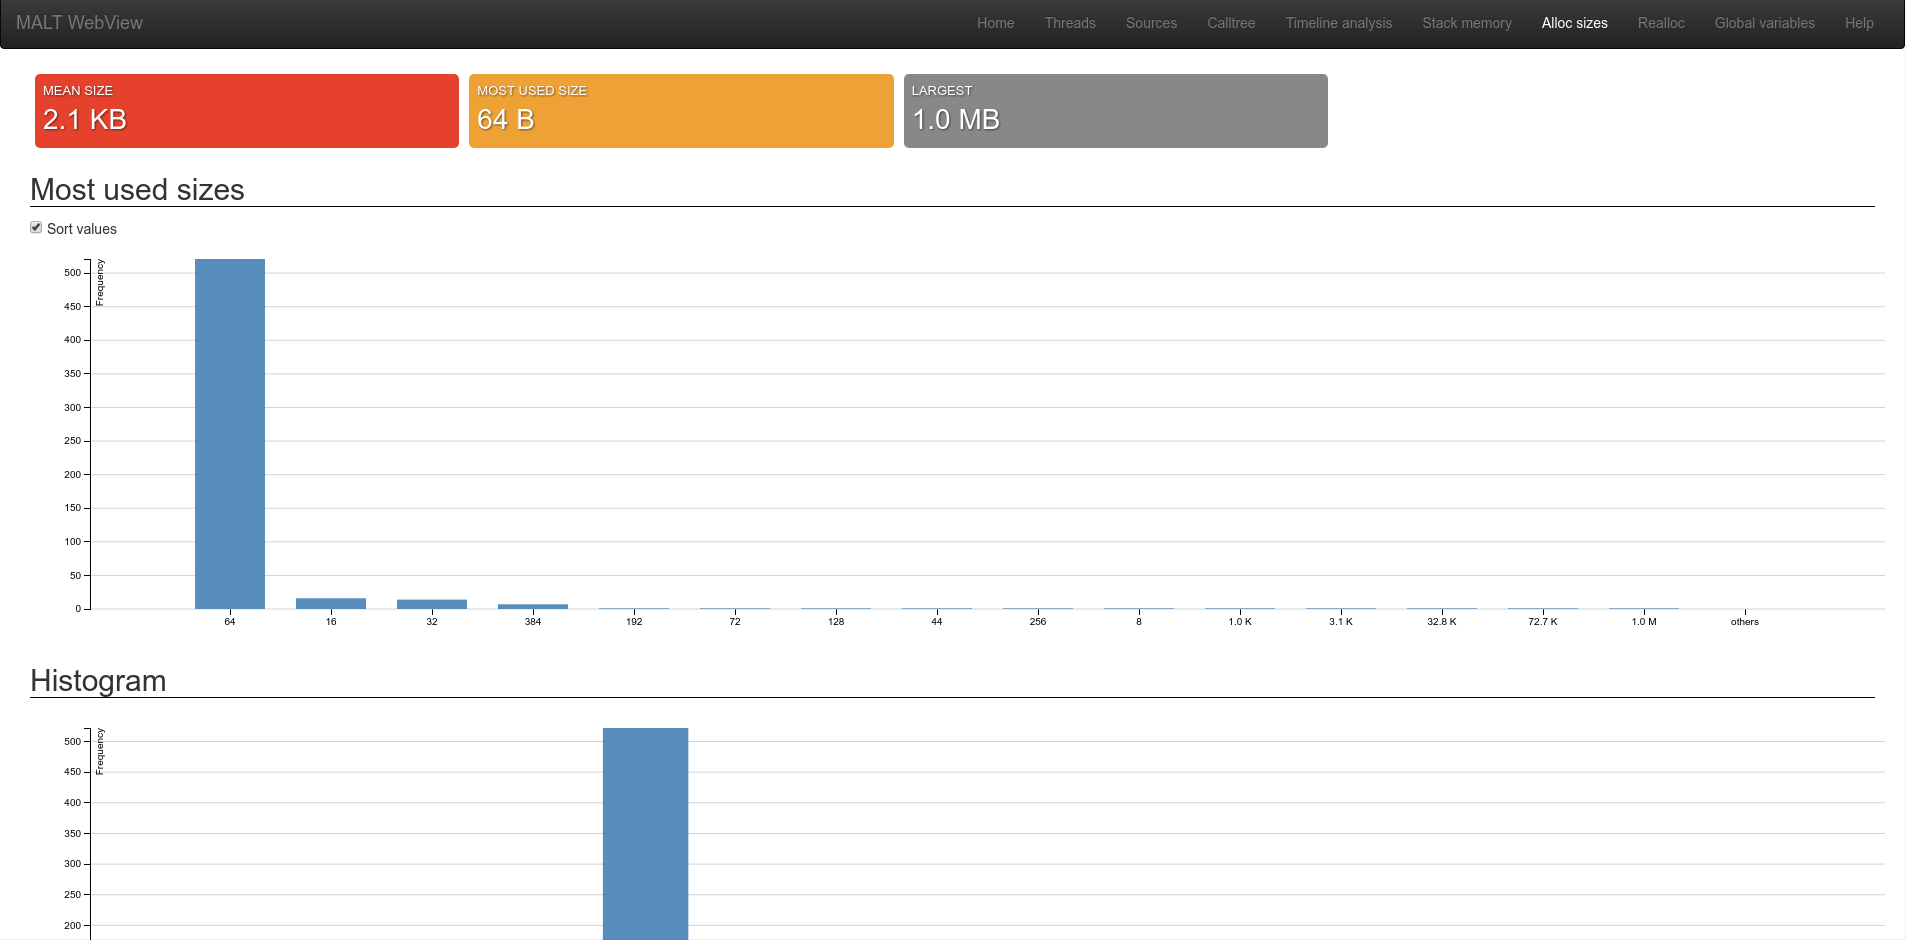 MALT WebView Home Threads Sources Calltree Timeline analysis Stack memory Alloc sizes Realloc Global variables Help
MEAN SIZE
2.1 KB
MOST USED SIZE
64 B
LARGEST
1.0 MB
Most used sizes
Sort values
Frequency
500
450
400
350
300
250
200
150
100
50
0
64 16 32 384 192 72 128 44 256 8 1.0 K 3.1 K 32.8 K 72.7 K 1.0 M others
Histogram
Frequency
500
450
400
350
300
250
200